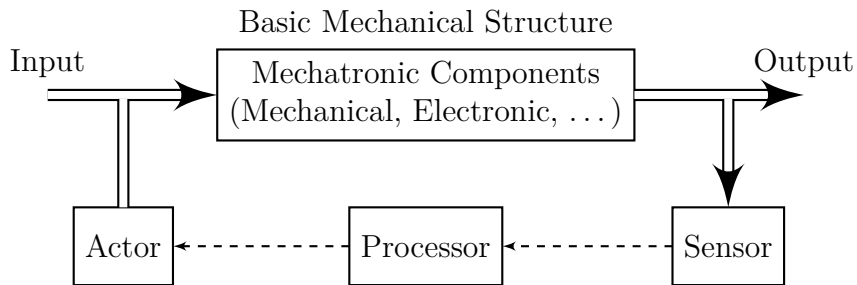 Basic Mechanical Structure
Input
Mechatronic Components
(Mechanical, Electronic, . . . )
Output
Actor
Processor
Sensor